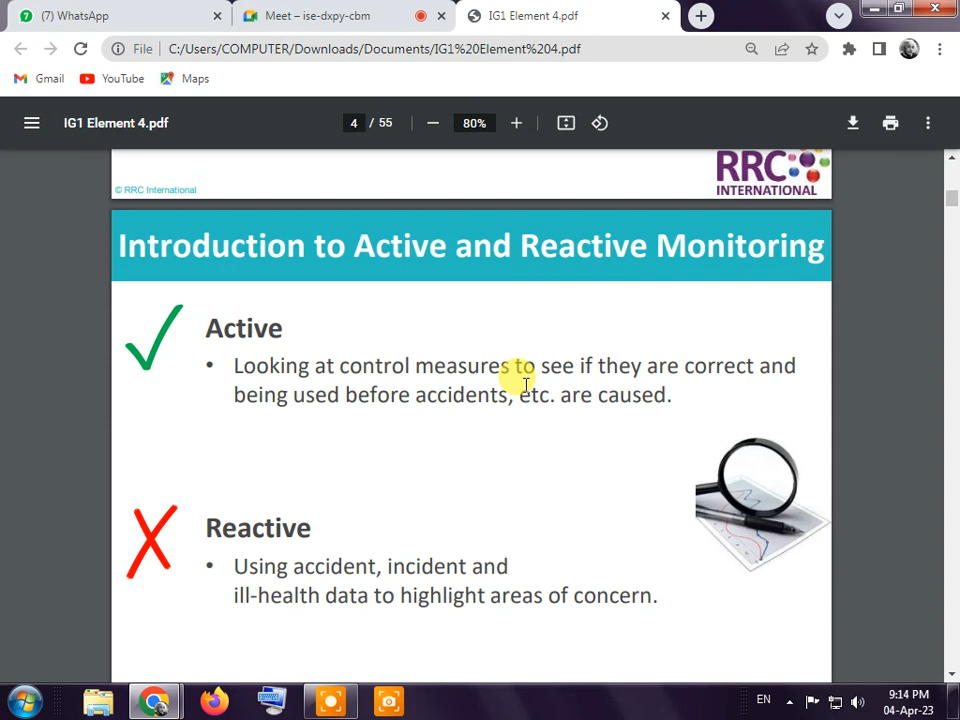 (7) WhatsApp
Meet – ise-dxpy-cbm
IG1 Element 4.pdf
File
C:/Users/COMPUTER/Downloads/Documents/IG1%20Element%204.pdf
Gmail
YouTube
Maps
IG1 Element 4.pdf
4 / 55
80%
© RRC International
RRC
INTERNATIONAL
Introduction to Active and Reactive Monitoring
Active
• Looking at control measures to see if they are correct and
being used before accidents, etc. are caused.
Reactive
• Using accident, incident and
ill-health data to highlight areas of concern.
EN
9:14 PM
04-Apr-23